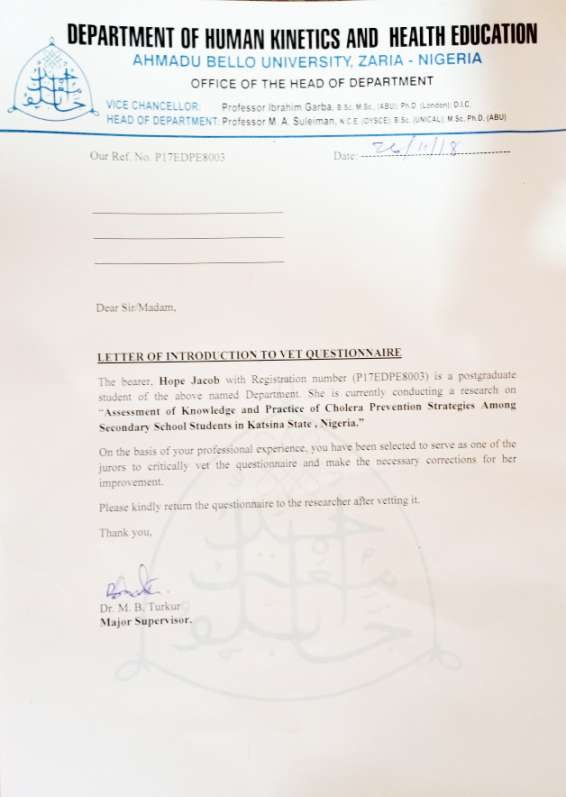 DEPARTMENT OF HUMAN KINETICS AND HEALTH EDUCATION
AHMADU BELLO UNIVERSITY, ZARIA - NIGERIA
OFFICE OF THE HEAD OF DEPARTMENT
VICE CHANCELLOR: Professor Ibrahim Garba, B.Sc. M.Sc., (ABU); Ph.D. (London); D.I.C.
HEAD OF DEPARTMENT: Professor M. A. Suleiman, N.C.E. (OYSCE); B.Sc. (UNICAL); M.Sc, Ph.D, (ABU)
Our Ref. No. P17EDPE8003
Date: 26/11/18
Dear Sir/Madam,
LETTER OF INTRODUCTION TO VET QUESTIONNAIRE
The bearer, Hope Jacob with Registration number (P17EDPE8003) is a postgraduate
student of the above named Department. She is currently conducting a research on
“Assessment of Knowledge and Practice of Cholera Prevention Strategies Among
Secondary School Students in Katsina State , Nigeria.”
On the basis of your professional experience, you have been selected to serve as one of the
jurors to critically vet the questionnaire and make the necessary corrections for her
improvement.
Please kindly return the questionnaire to the researcher after vetting it.
Thank you,
Dr. M. B. Turkur
Major Supervisor.